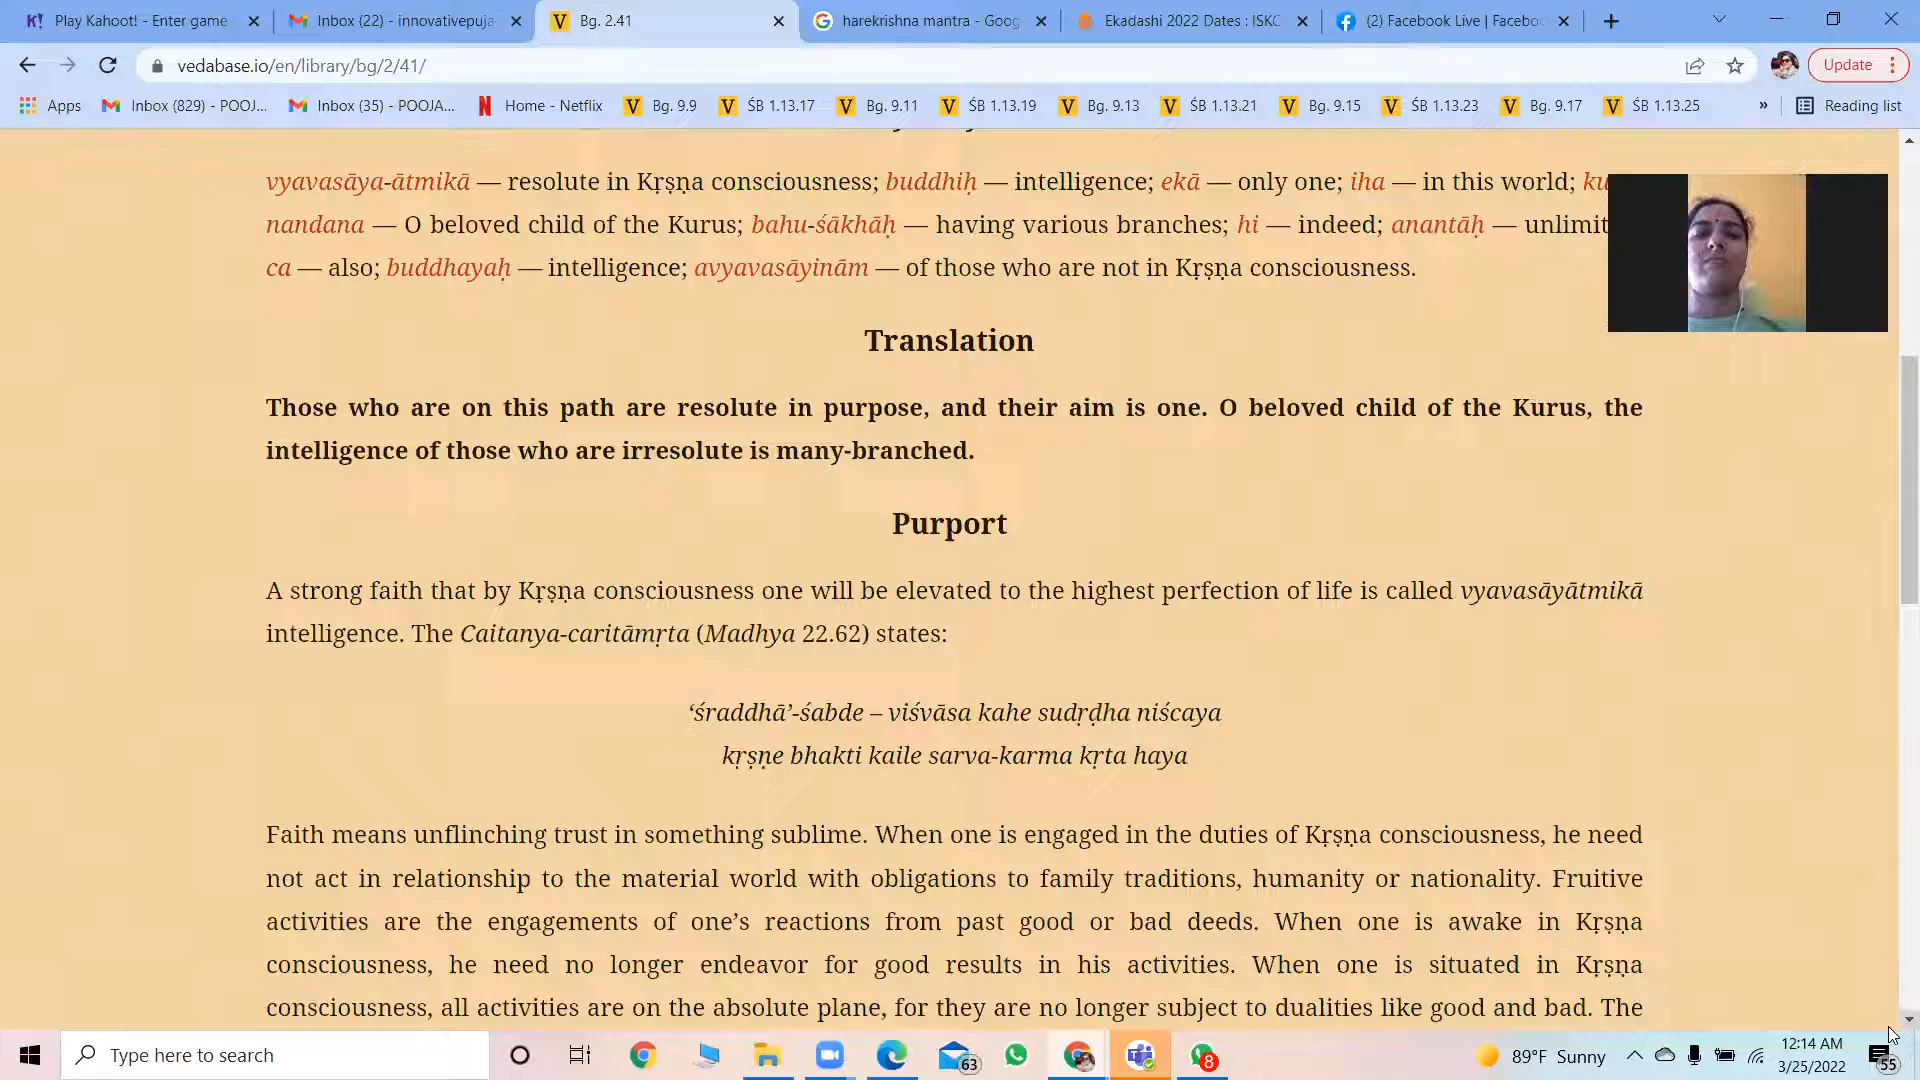 Play Kahoot! - Enter game
Inbox (22) - innovativepuja
Bg. 2.41
harekrishna mantra - Goog
Ekadashi 2022 Dates : ISKC
(2) Facebook Live | Facebo
vedabase.io/en/library/bg/2/41/
Update
Apps
Inbox (829) - POOJ...
Inbox (35) - POOJA...
Home - Netflix
Bg. 9.9
ŚB 1.13.17
Bg. 9.11
ŚB 1.13.19
Bg. 9.13
ŚB 1.13.21
Bg. 9.15
ŚB 1.13.23
Bg. 9.17
ŚB 1.13.25
»
Reading list
vyavasāya-ātmikā — resolute in Kṛṣṇa consciousness; buddhiḥ — intelligence; ekā — only one; iha — in this world; ku
nandana — O beloved child of the Kurus; bahu-śākhāḥ — having various branches; hi — indeed; anantāḥ — unlimit
ca — also; buddhayaḥ — intelligence; avyavasāyinām — of those who are not in Kṛṣṇa consciousness.
Translation
Those who are on this path are resolute in purpose, and their aim is one. O beloved child of the Kurus, the
intelligence of those who are irresolute is many-branched.
Purport
A strong faith that by Kṛṣṇa consciousness one will be elevated to the highest perfection of life is called vyavasāyātmikā
intelligence. The Caitanya-caritāmṛta (Madhya 22.62) states:
‘śraddhā’-śabde – viśvāsa kahe sudṛḍha niścaya
kṛṣṇe bhakti kaile sarva-karma kṛta haya
Faith means unflinching trust in something sublime. When one is engaged in the duties of Kṛṣṇa consciousness, he need
not act in relationship to the material world with obligations to family traditions, humanity or nationality. Fruitive
activities are the engagements of one’s reactions from past good or bad deeds. When one is awake in Kṛṣṇa
consciousness, he need no longer endeavor for good results in his activities. When one is situated in Kṛṣṇa
consciousness, all activities are on the absolute plane, for they are no longer subject to dualities like good and bad. The
Type here to search
63
8
89°F Sunny
12:14 AM
3/25/2022
55